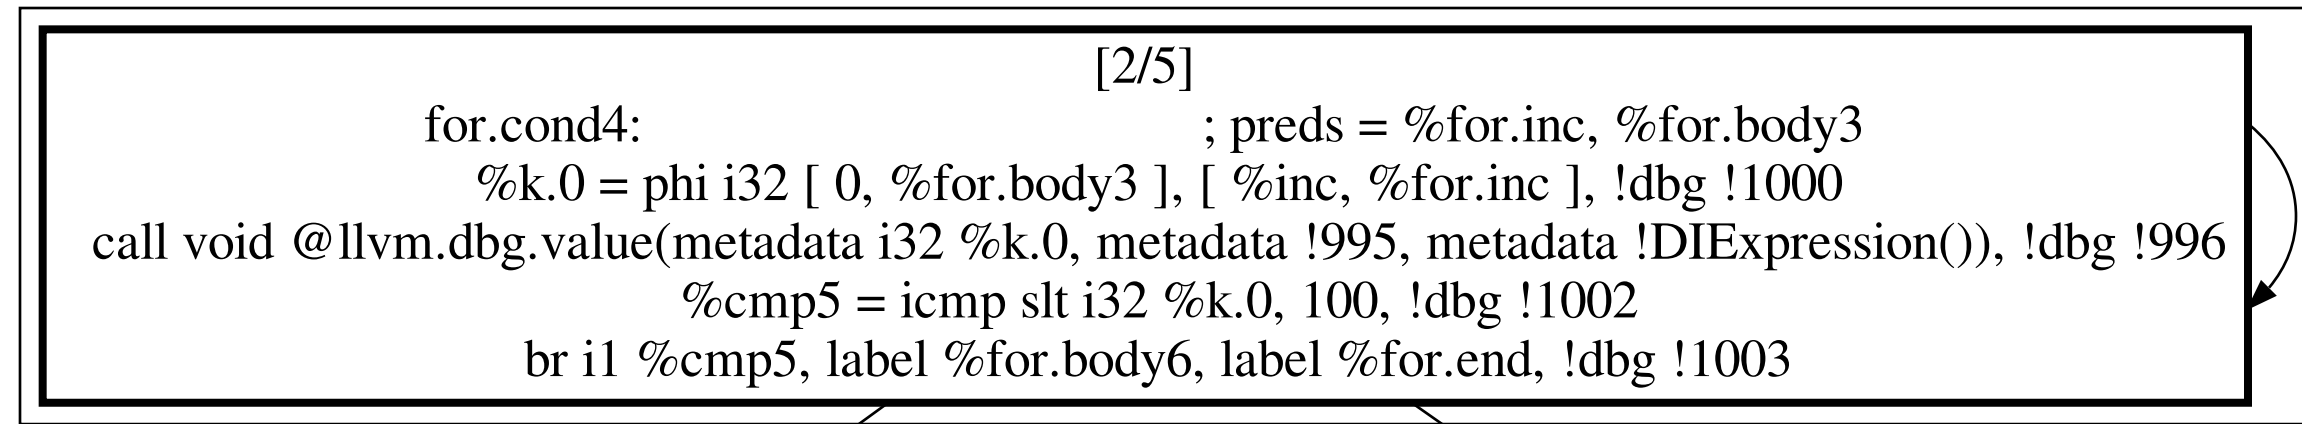 [2/5]
for.cond4: ; preds = %for.inc, %for.body3
%k.0 = phi i32 [ 0, %for.body3 ], [ %inc, %for.inc ], !dbg !1000
call void @llvm.dbg.value(metadata i32 %k.0, metadata !995, metadata !DIExpression()), !dbg !996
%cmp5 = icmp slt i32 %k.0, 100, !dbg !1002
br i1 %cmp5, label %for.body6, label %for.end, !dbg !1003